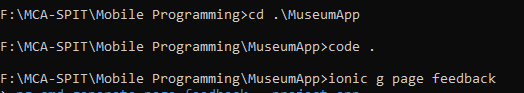 F:\MCA-SPIT\Mobile Programming>cd .\MuseumApp
F:\MCA-SPIT\Mobile Programming\MuseumApp>code .
F:\MCA-SPIT\Mobile Programming\MuseumApp>ionic g page feedback